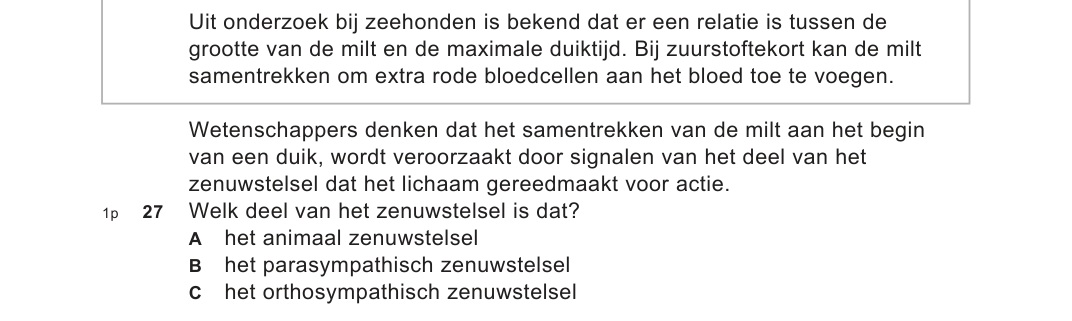 Uit onderzoek bij zeehonden is bekend dat er een relatie is tussen de
grootte van de milt en de maximale duiktijd. Bij zuurstoftekort kan de milt
samentrekken om extra rode bloedcellen aan het bloed toe te voegen.
Wetenschappers denken dat het samentrekken van de milt aan het begin
van een duik, wordt veroorzaakt door signalen van het deel van het
zenuwstelsel dat het lichaam gereedmaakt voor actie.
1p 27 Welk deel van het zenuwstelsel is dat?
A het animaal zenuwstelsel
B het parasympathisch zenuwstelsel
C het orthosympathisch zenuwstelsel